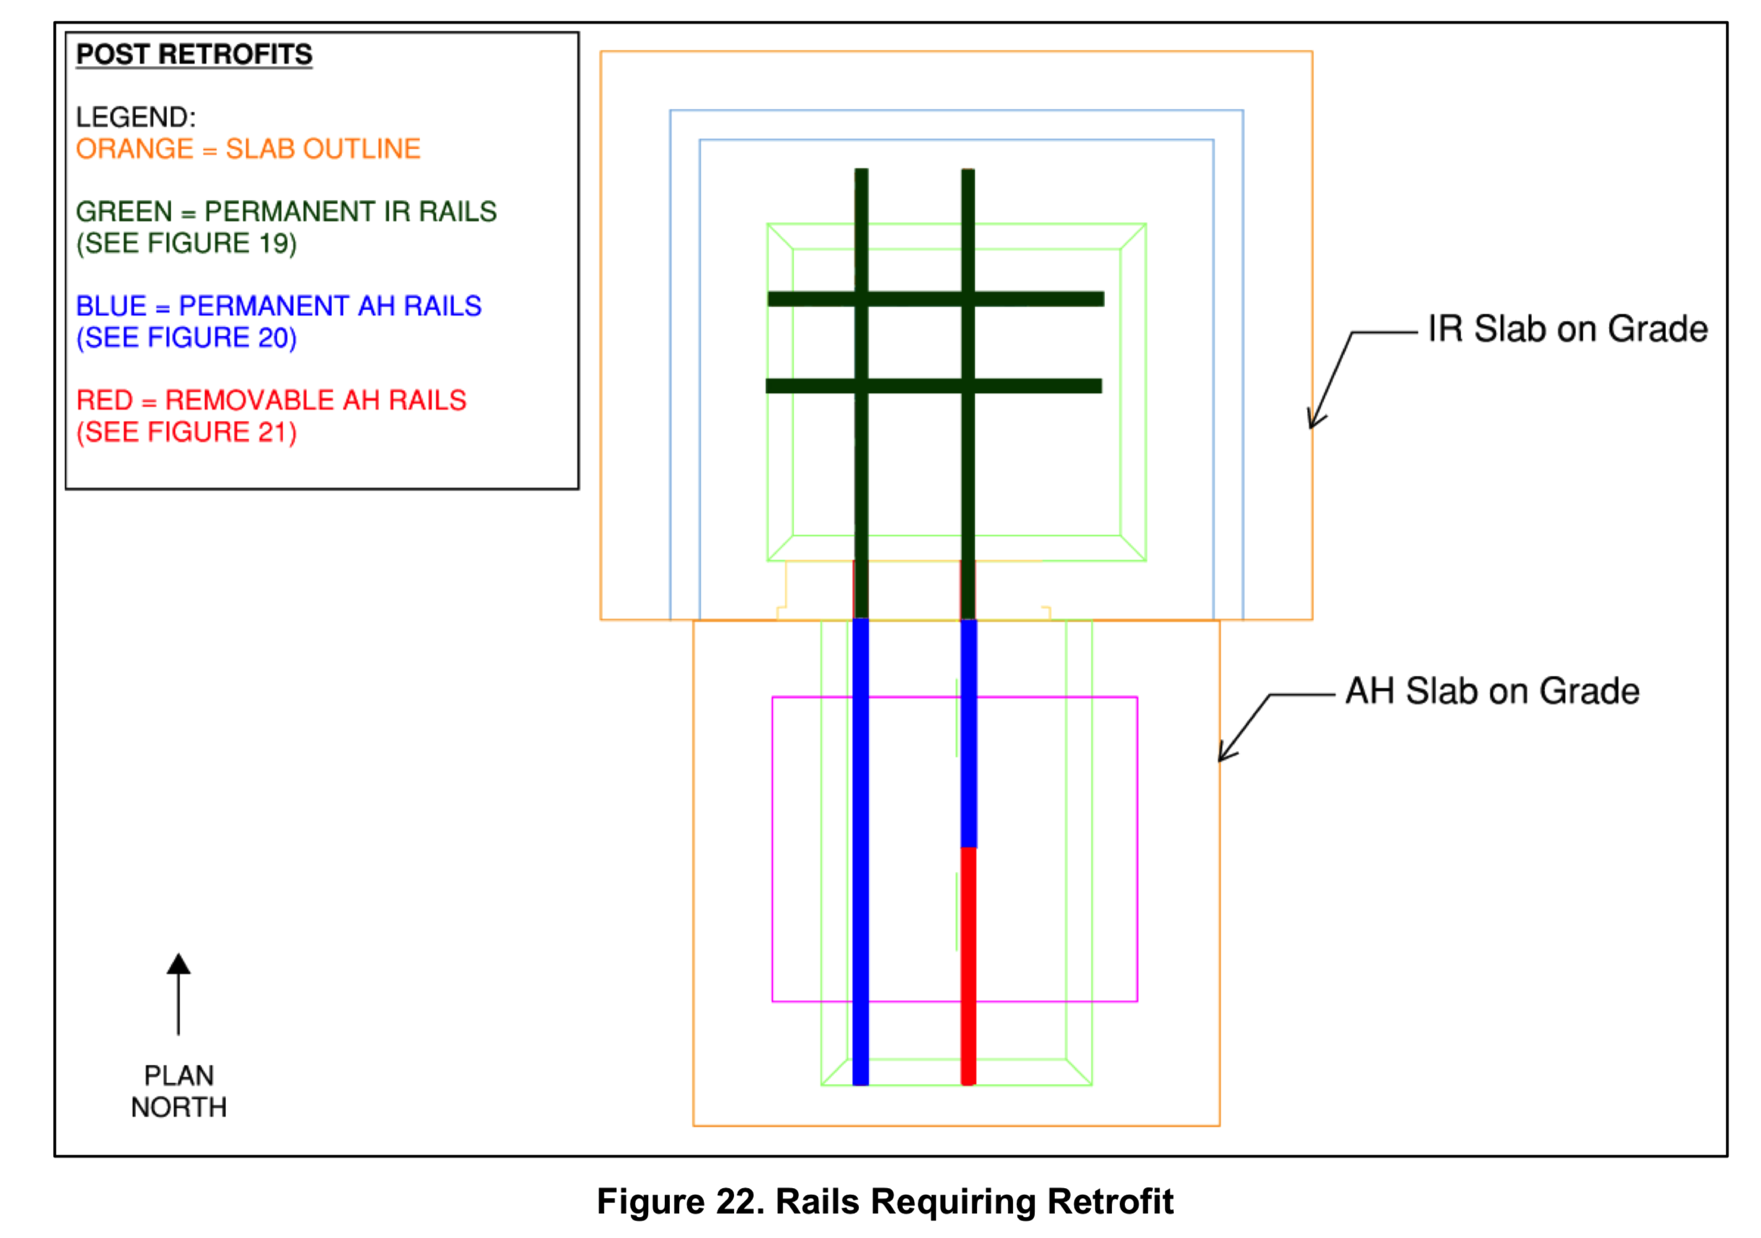 POST RETROFITS
LEGEND:
ORANGE = SLAB OUTLINE
GREEN = PERMANENT IR RAILS
(SEE FIGURE 19)
BLUE = PERMANENT AH RAILS
(SEE FIGURE 20)
RED = REMOVABLE AH RAILS
(SEE FIGURE 21)
IR Slab on Grade
AH Slab on Grade
PLAN
NORTH
Figure 22. Rails Requiring Retrofit